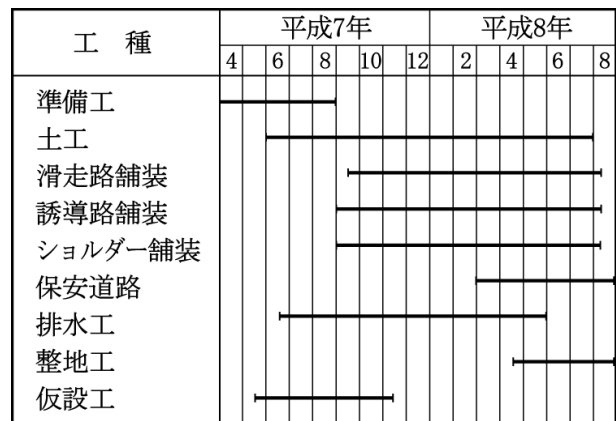 工 種 平成7年 平成8年
4 6 8 10 12 2 4 6 8
準備工
土工
滑走路舗装
誘導路舗装
ショルダー舗装
保安道路
排水工
整地工
仮設工